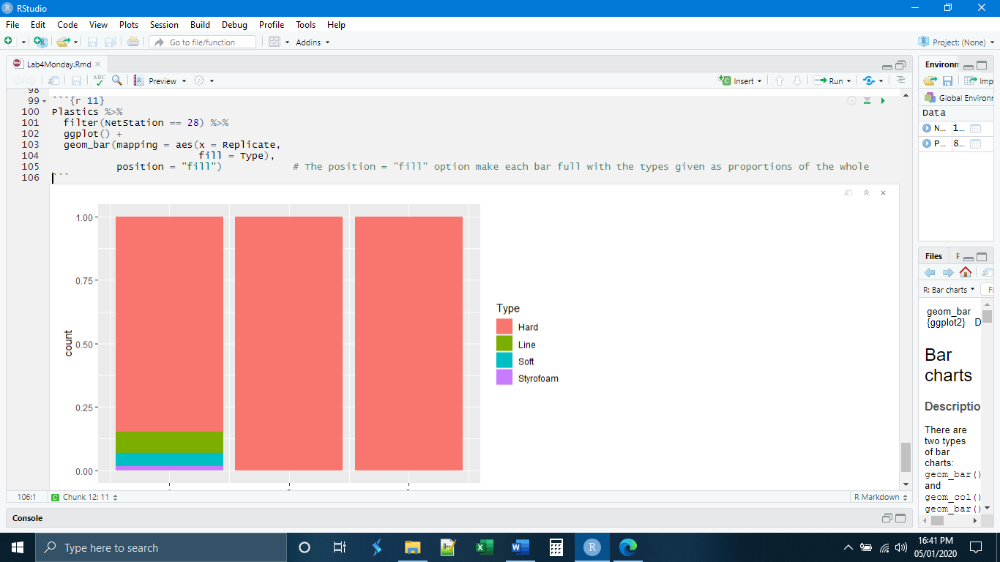 RStudio
File Edit Code View Plots Session Build Debug Profile Tools Help
Go to file/function Addins Project: (None)
Lab4Monday.Rmd
ABC Preview Insert Run
98
99 ```{r 11}
100 Plastics %>%
101 filter(NetStation == 28) %>%
102 ggplot() +
103 geom_bar(mapping = aes(x = Replicate,
104 fill = Type),
105 position = "fill") # The position = "fill" option make each bar full with the types given as proportions of the whole
106 ```
1.00
0.75
0.50
0.25
0.00
count
Type
Hard
Line
Soft
Styrofoam
106:1 Chunk 12: 11 R Markdown
Console
Environm
Imp
Global Environr
Data
N... 1...
P... 8...
Files
R: Bar charts Fi
geom_bar
{ggplot2} D
Bar
charts
Descriptio
There are
two types
of bar
charts:
geom_bar()
and
geom_col()
geom_bar()
Type here to search
16:41 PM
05/01/2020